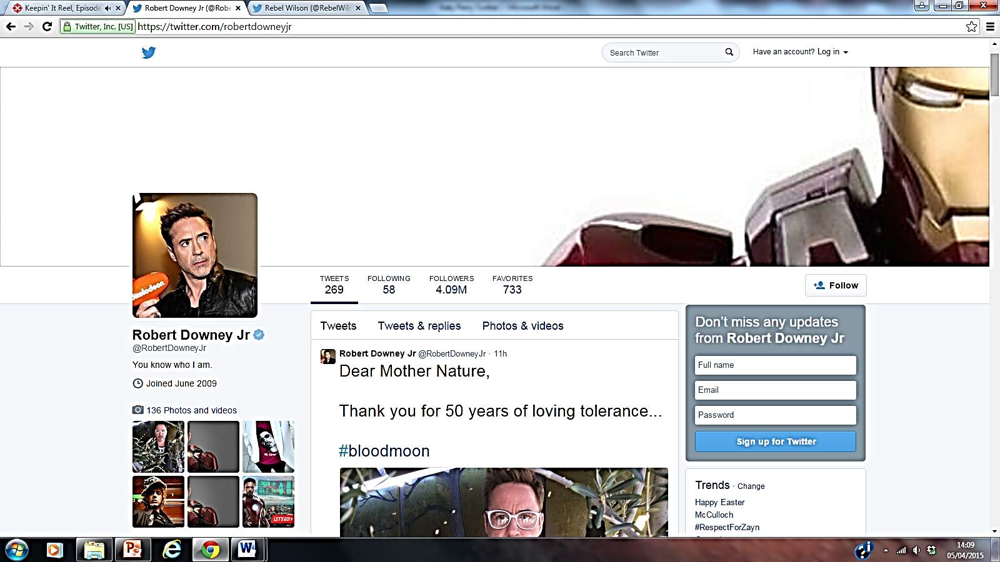 Keepin' It Reel, Episode
Robert Downey Jr (@Robe
Rebel Wilson (@RebelWils
Twitter, Inc. [US] https://twitter.com/robertdowneyjr
Search Twitter
Have an account? Log in
TWEETS FOLLOWING FOLLOWERS FAVORITES
269 58 4.09M 733
Follow
nickelodeon
Robert Downey Jr
@RobertDowneyJr
You know who I am.
Joined June 2009
136 Photos and videos
LONDON
LET'S GO!
Tweets Tweets & replies Photos & videos
Robert Downey Jr @RobertDowneyJr · 11h
Dear Mother Nature,
Thank you for 50 years of loving tolerance...
#bloodmoon
Don't miss any updates
from Robert Downey Jr
Full name
Email
Password
Sign up for Twitter
Trends · Change
Happy Easter
McCulloch
#RespectForZayn
14:09
05/04/2015